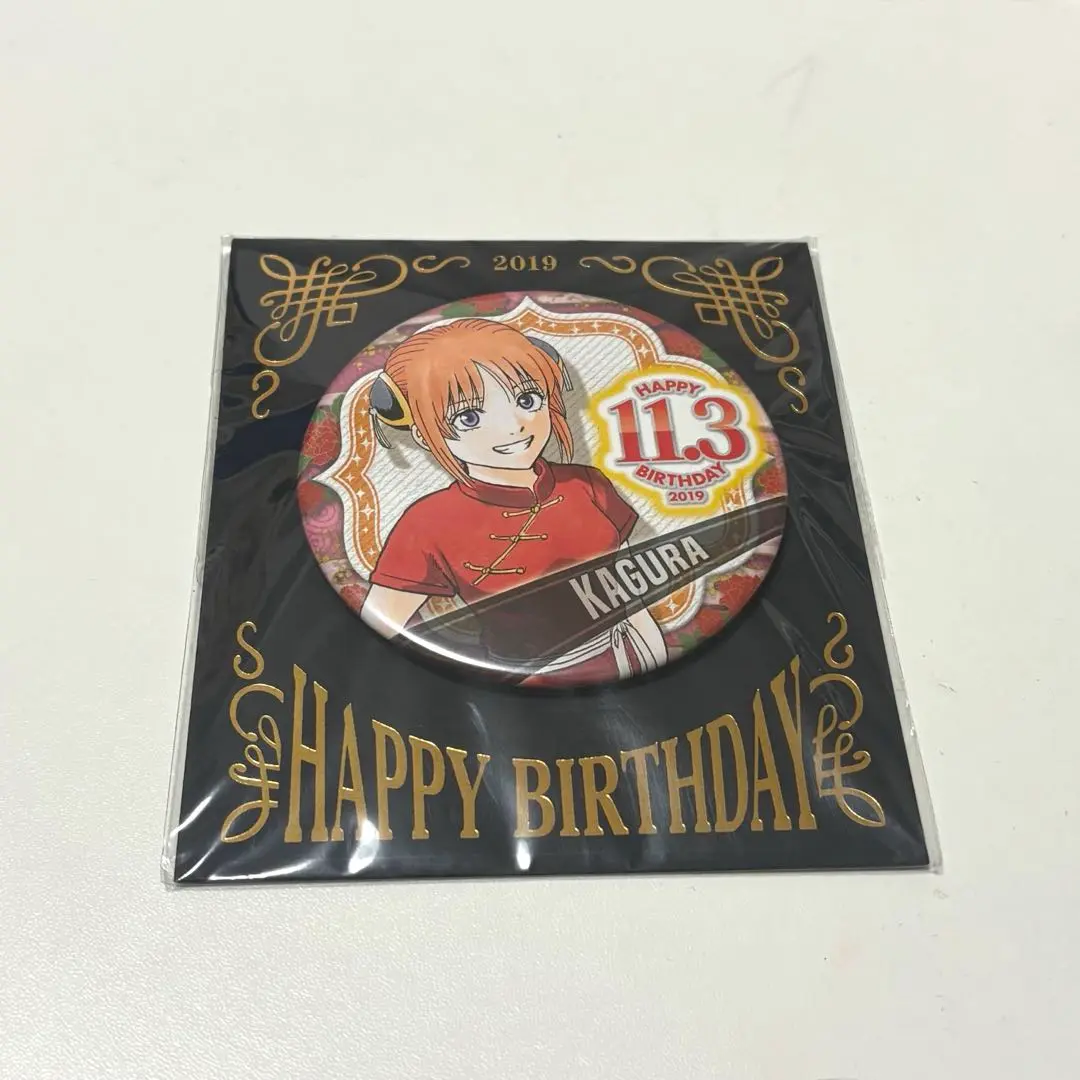 2019
HAPPY
11.3
BIRTHDAY
2019
KAGURA
HAPPY BIRTHDAY